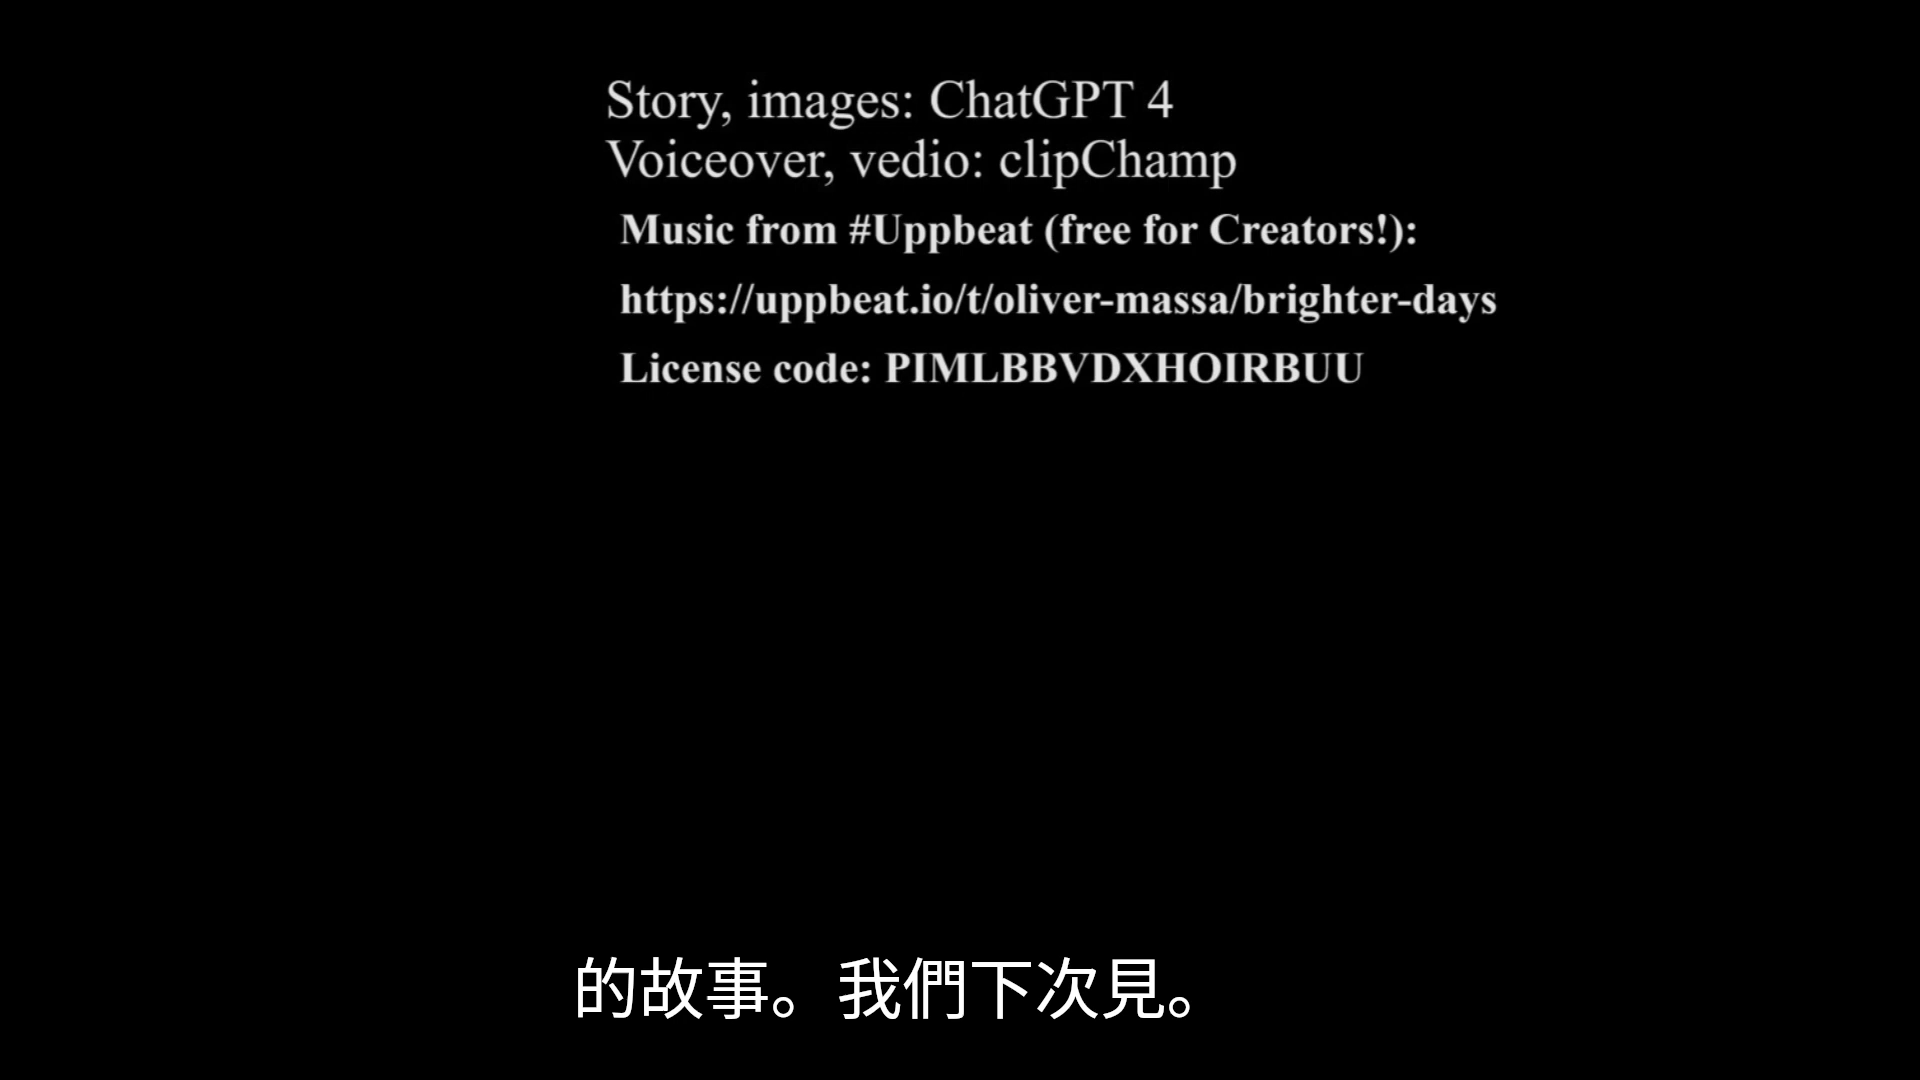 Story, images: ChatGPT 4
Voiceover, vedio: clipChamp
Music from #Uppbeat (free for Creators!):
https://uppbeat.io/t/oliver-massa/brighter-days
License code: PIMLBBVDXHOIRBUU
的故事。我們下次見。